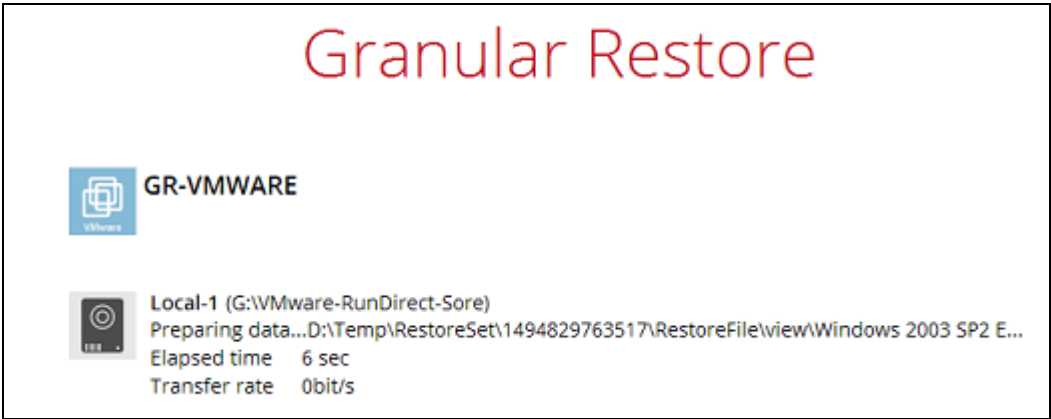 Granular Restore
GR-VMWARE
VMware
Local-1 (G:\VMware-RunDirect-Sore)
Preparing data...D:\Temp\RestoreSet\1494829763517\RestoreFile\view\Windows 2003 SP2 E...
Elapsed time 6 sec
Transfer rate 0bit/s